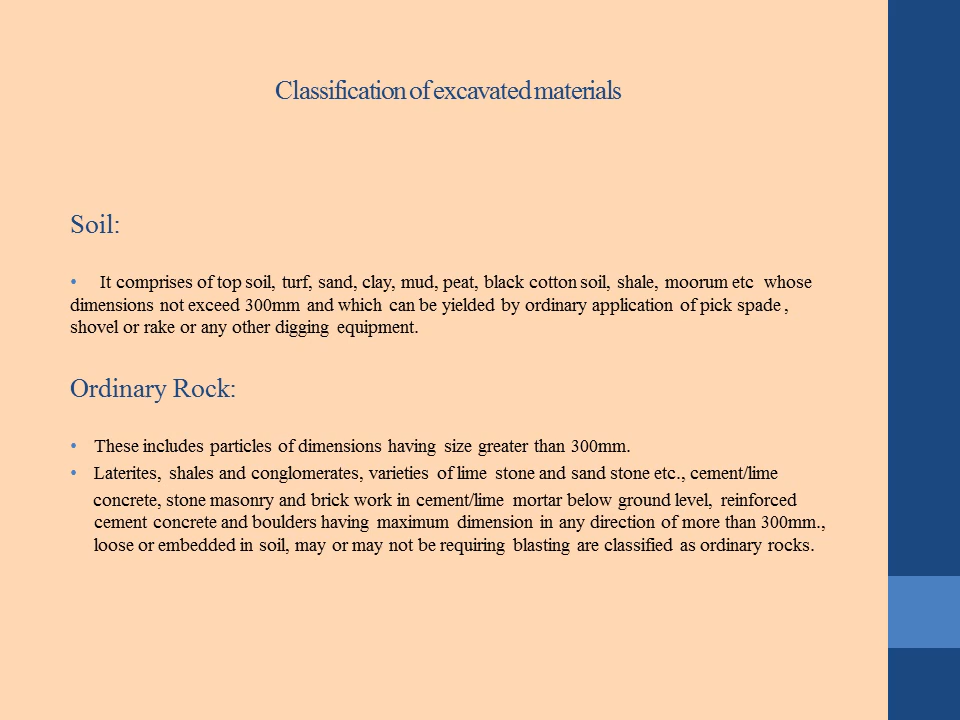 Classification of excavated materials
Soil:
• It comprises of top soil, turf, sand, clay, mud, peat, black cotton soil, shale, moorum etc whose
dimensions not exceed 300mm and which can be yielded by ordinary application of pick spade ,
shovel or rake or any other digging equipment.
Ordinary Rock:
• These includes particles of dimensions having size greater than 300mm.
• Laterites, shales and conglomerates, varieties of lime stone and sand stone etc., cement/lime
concrete, stone masonry and brick work in cement/lime mortar below ground level, reinforced
cement concrete and boulders having maximum dimension in any direction of more than 300mm.,
loose or embedded in soil, may or may not be requiring blasting are classified as ordinary rocks.